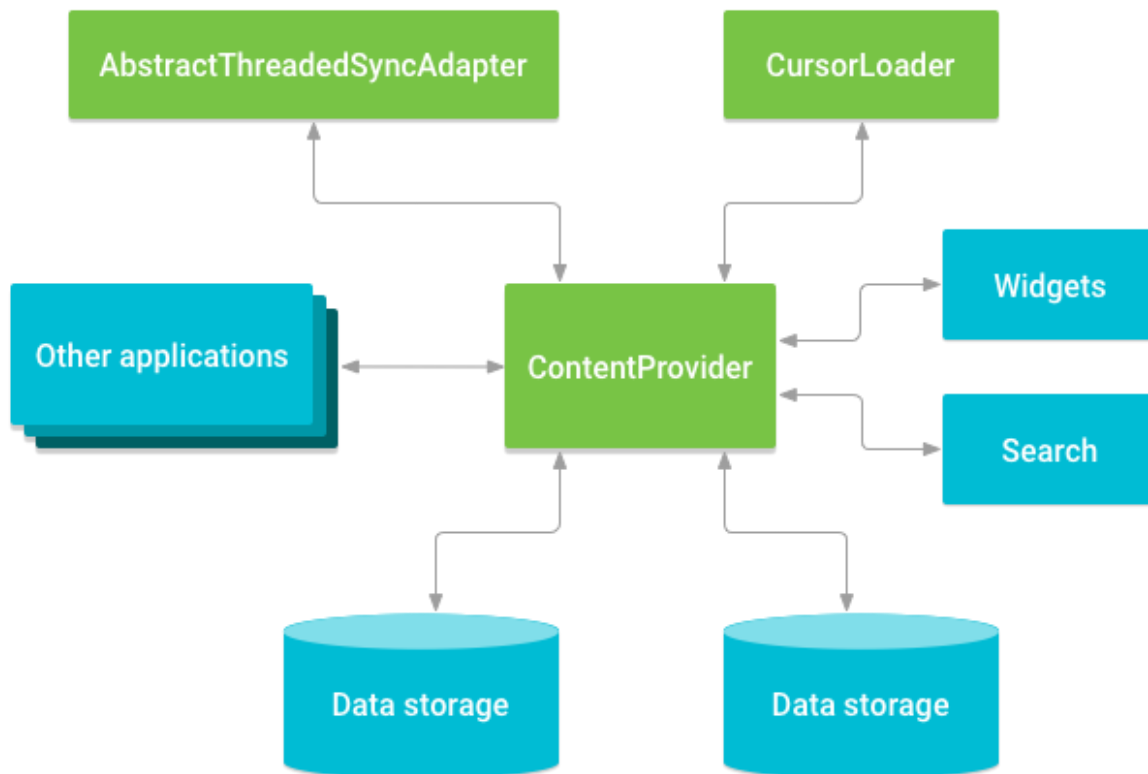 AbstractThreadedSyncAdapter
CursorLoader
Widgets
Other applications
ContentProvider
Search
Data storage
Data storage